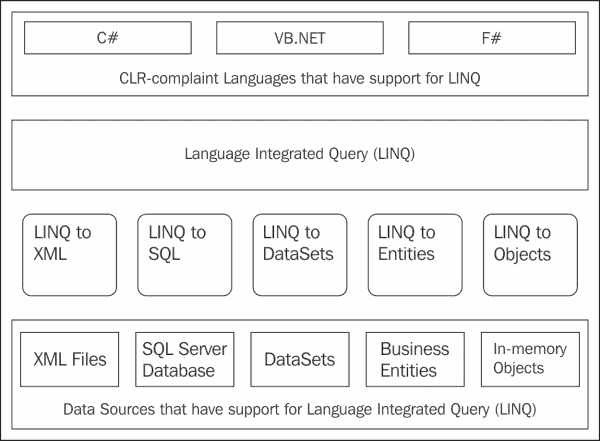 C#
VB.NET
F#
CLR-complaint Languages that have support for LINQ
Language Integrated Query (LINQ)
LINQ to
XML
LINQ to
SQL
LINQ to
DataSets
LINQ to
Entities
LINQ to
Objects
XML Files
SQL Server
Database
DataSets
Business
Entities
In-memory
Objects
Data Sources that have support for Language Integrated Query (LINQ)